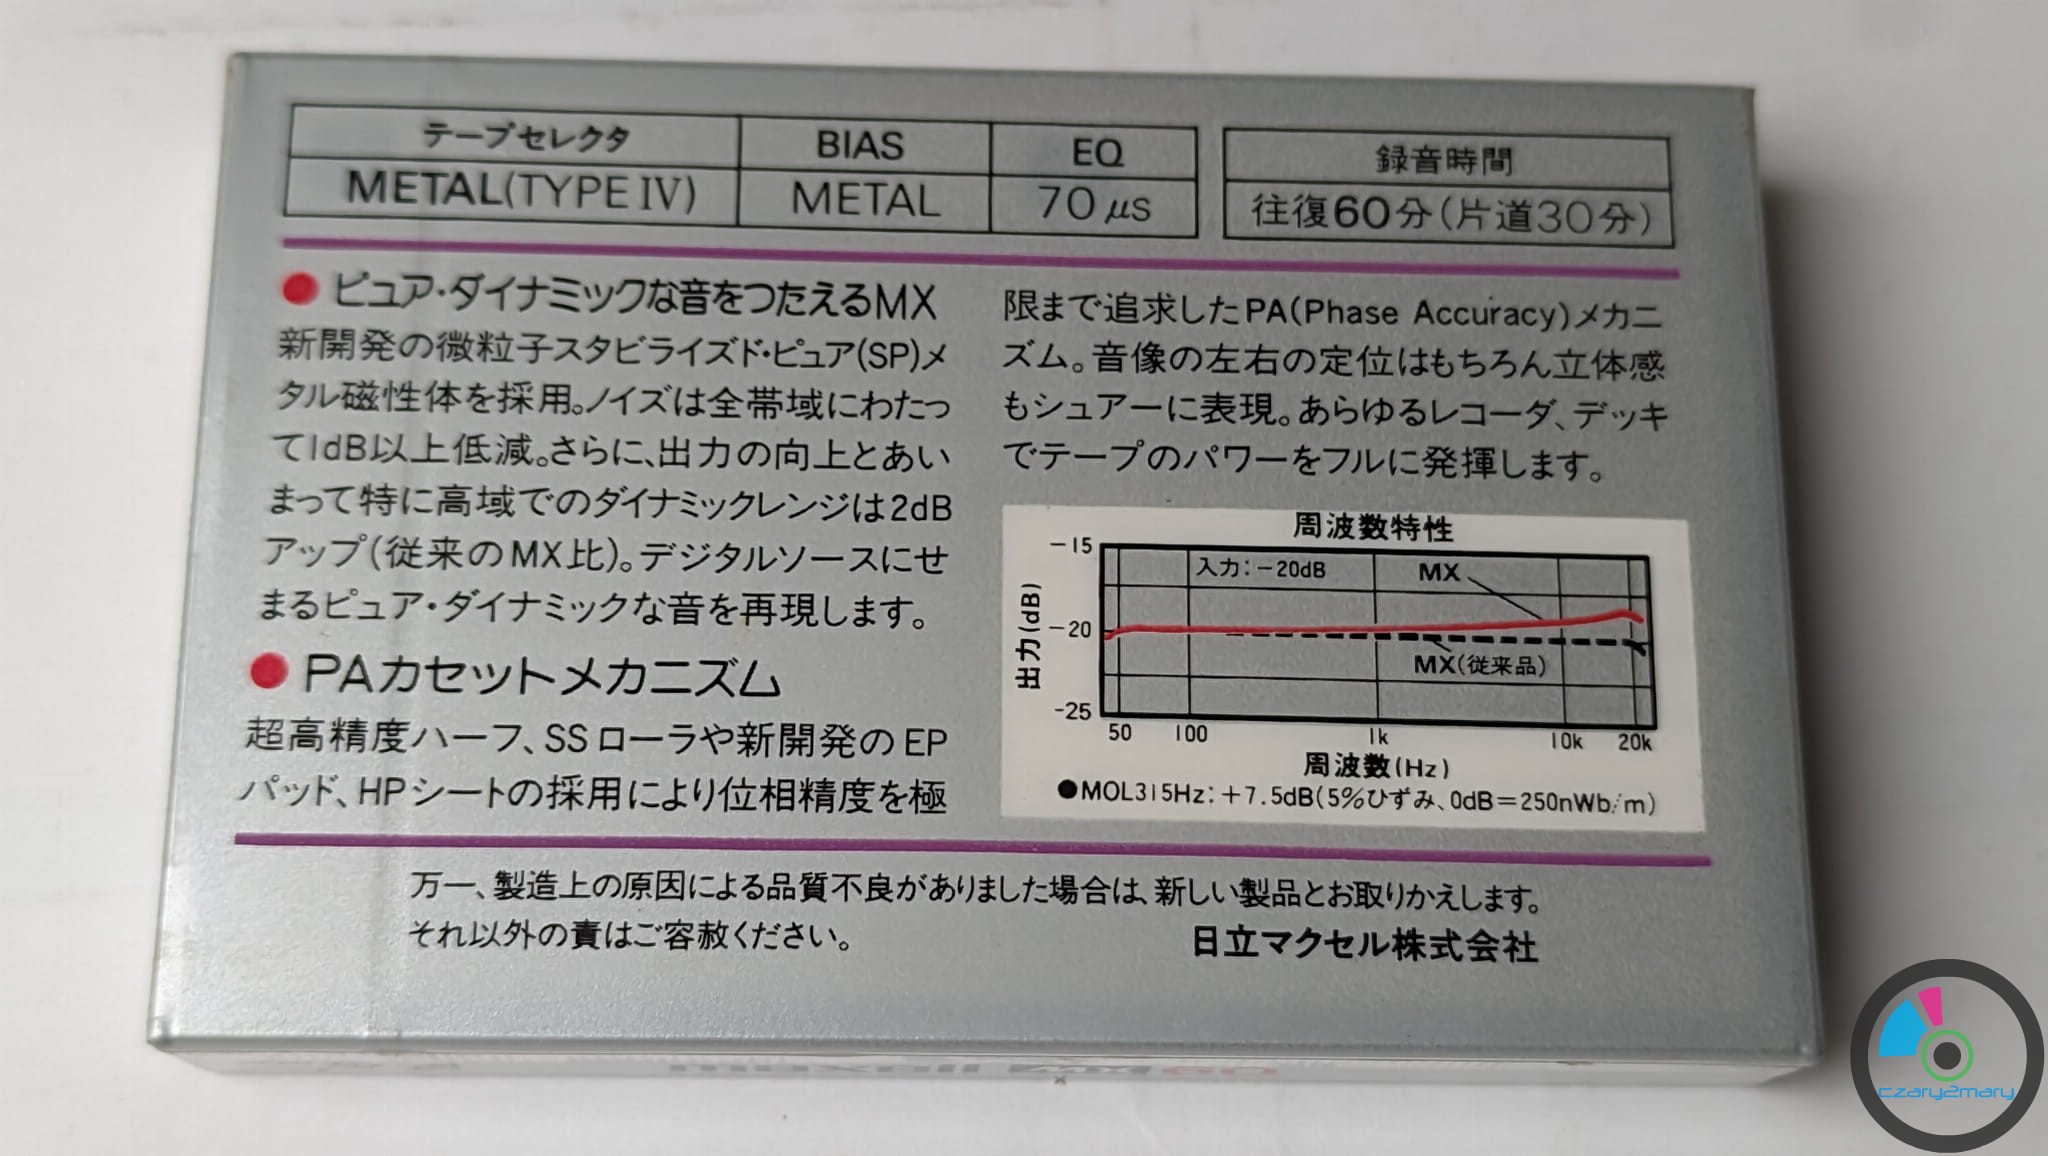 テープセレクタ BIAS EQ 録音時間
METAL(TYPE IV) METAL 70μs 往復60分(片道30分)
●ピュア・ダイナミックな音をつたえるMX
新開発の微粒子スタビライズド・ピュア(SP)メ
タル磁性体を採用。ノイズは全帯域にわたっ
て1dB以上低減。さらに、出力の向上とあい
まって特に高域でのダイナミックレンジは2dB
アップ(従来のMX比)。デジタルソースにせ
まるピュア・ダイナミックな音を再現します。
●PAカセットメカニズム
超高精度ハーフ、SSローラや新開発のEP
パッド、HPシートの採用により位相精度を極
限まで追求したPA(Phase Accuracy)メカニ
ズム。音像の左右の定位はもちろん立体感
もシュアーに表現。あらゆるレコーダ、デッキ
でテープのパワーをフルに発揮します。
周波数特性
-15
入力:-20dB
MX
出力(dB)
-20
MX(従来品)
-25
50 100 1k 10k 20k
周波数(Hz)
●MOL315Hz:+7.5dB(5%ひずみ、0dB=250nWb/m)
万一、製造上の原因による品質不良がありました場合は、新しい製品とお取りかえします。
それ以外の責はご容赦ください。
日立マクセル株式会社
czary2mary